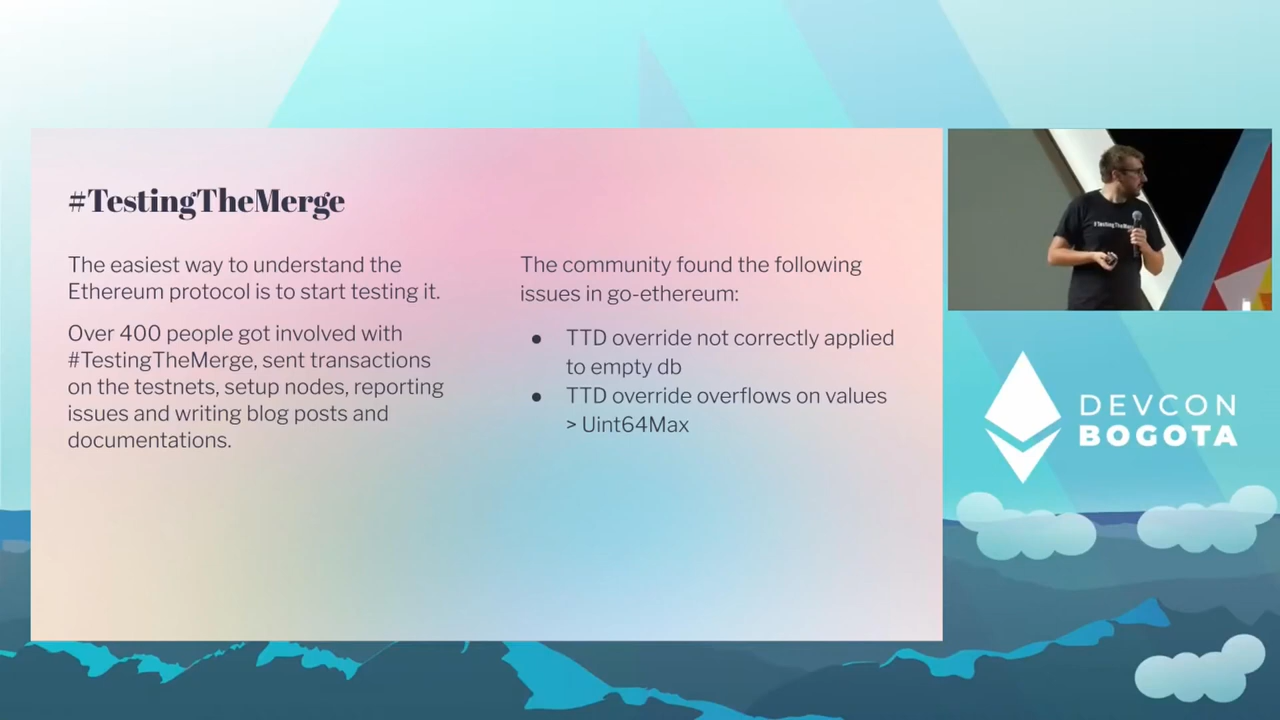 #TestingTheMerge
The easiest way to understand the
Ethereum protocol is to start testing it.
Over 400 people got involved with
#TestingTheMerge, sent transactions
on the testnets, setup nodes, reporting
issues and writing blog posts and
documentations.
The community found the following
issues in go-ethereum:
● TTD override not correctly applied
to empty db
● TTD override overflows on values
> Uint64Max
#TestingTheMerge
DEVCON
BOGOTA